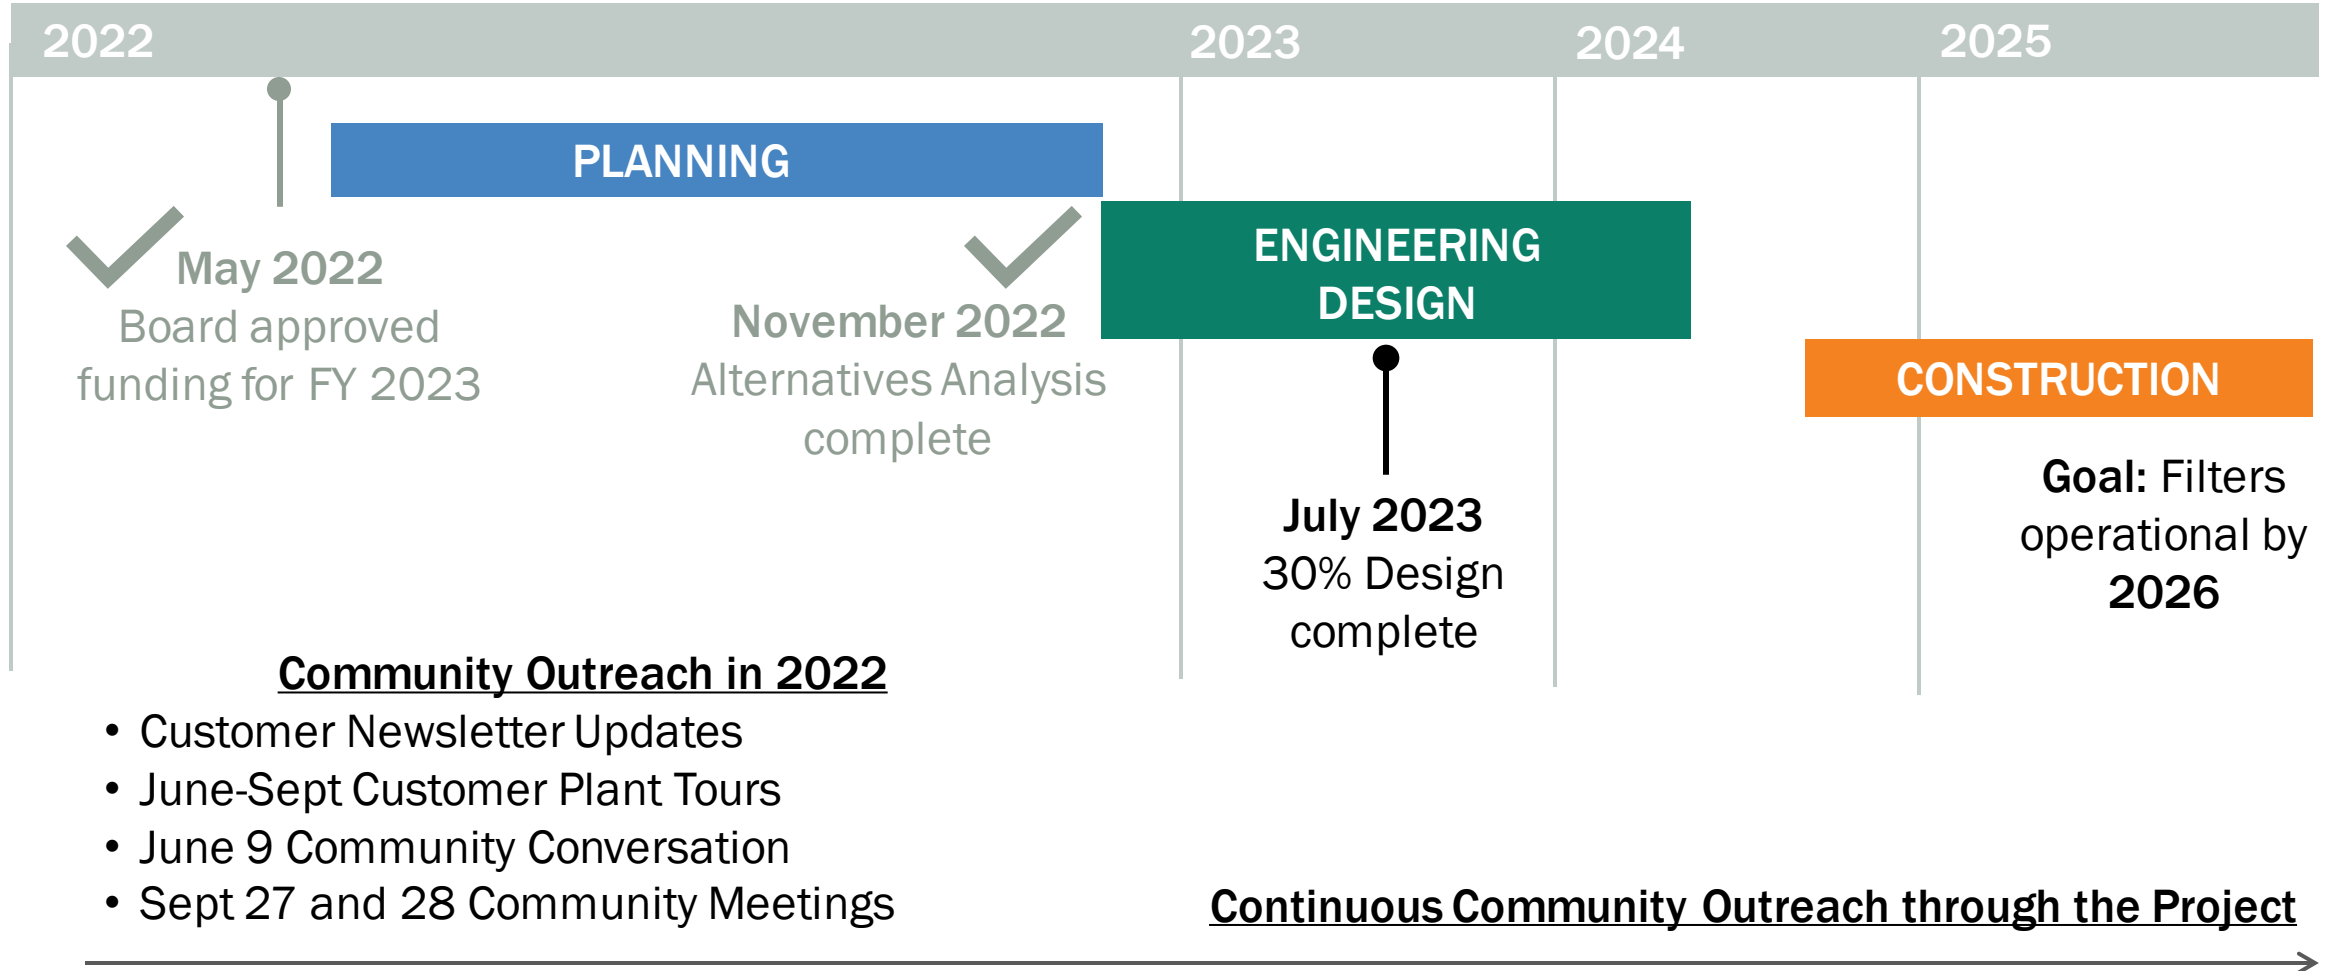 2022
2023
2024
2025
PLANNING
ENGINEERING
DESIGN
CONSTRUCTION
May 2022
Board approved
funding for FY 2023
November 2022
Alternatives Analysis
complete
July 2023
30% Design
complete
Goal: Filters
operational by
2026
Community Outreach in 2022
• Customer Newsletter Updates
• June-Sept Customer Plant Tours
• June 9 Community Conversation
• Sept 27 and 28 Community Meetings
Continuous Community Outreach through the Project